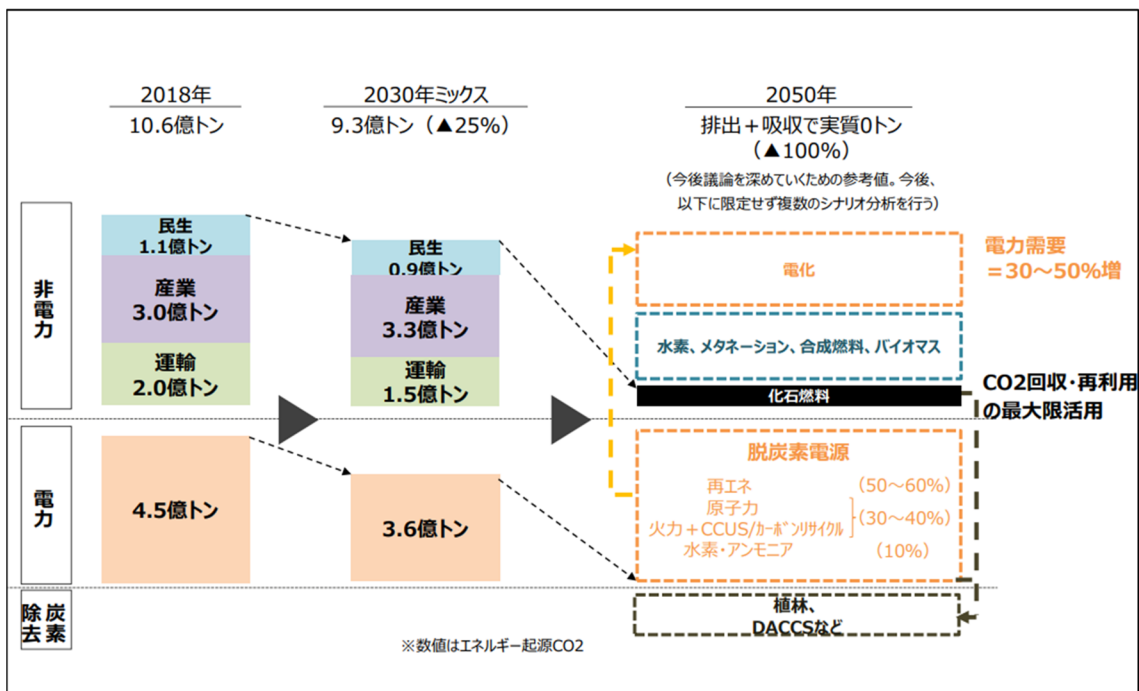 2018年
10.6億トン
2030年ミックス
9.3億トン（▲25%）
2050年
排出＋吸収で実質0トン
（▲100%）
（今後議論を深めていくための参考値。今後、
以下に限定せず複数のシナリオ分析を行う）
非電力
民生
1.1億トン
産業
3.0億トン
運輸
2.0億トン
民生
0.9億トン
産業
3.3億トン
運輸
1.5億トン
電化
電力需要
＝30～50%増
水素、メタネーション、合成燃料、バイオマス
化石燃料
CO2回収・再利用
の最大限活用
電力
4.5億トン
3.6億トン
脱炭素電源
再エネ （50～60%）
原子力
火力＋CCUS/カーボンリサイクル （30～40%）
水素・アンモニア （10%）
炭素
除去
植林、
DACCSなど
※数値はエネルギー起源CO2